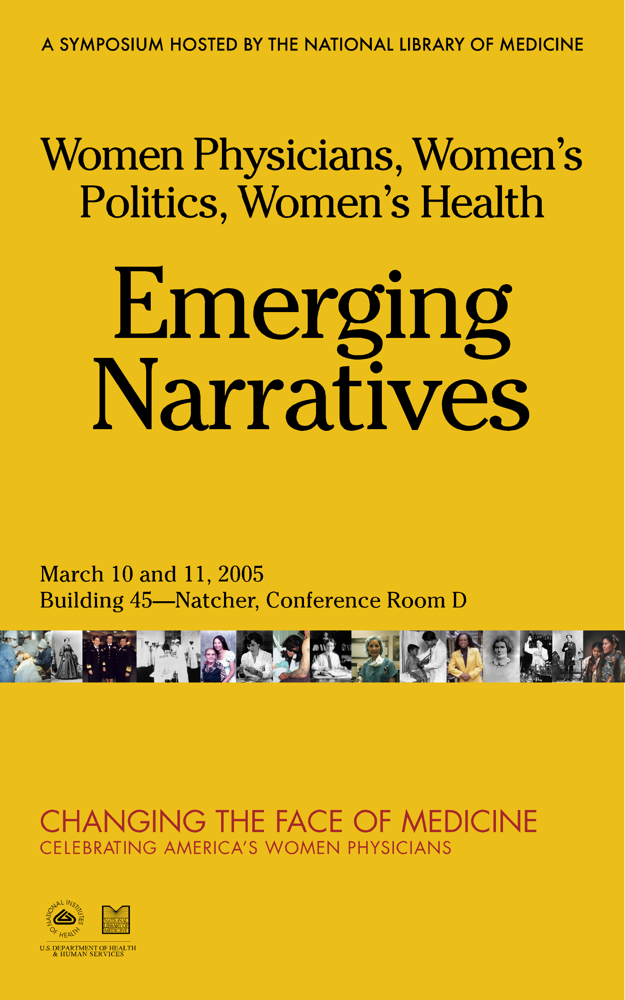 A SYMPOSIUM HOSTED BY THE NATIONAL LIBRARY OF MEDICINE
Women Physicians, Women’s
Politics, Women’s Health
Emerging
Narratives
March 10 and 11, 2005
Building 45—Natcher, Conference Room D
CHANGING THE FACE OF MEDICINE
CELEBRATING AMERICA’S WOMEN PHYSICIANS
NATIONAL INSTITUTES
OF HEALTH
NATIONAL
LIBRARY OF
MEDICINE
U.S. DEPARTMENT OF HEALTH
& HUMAN SERVICES